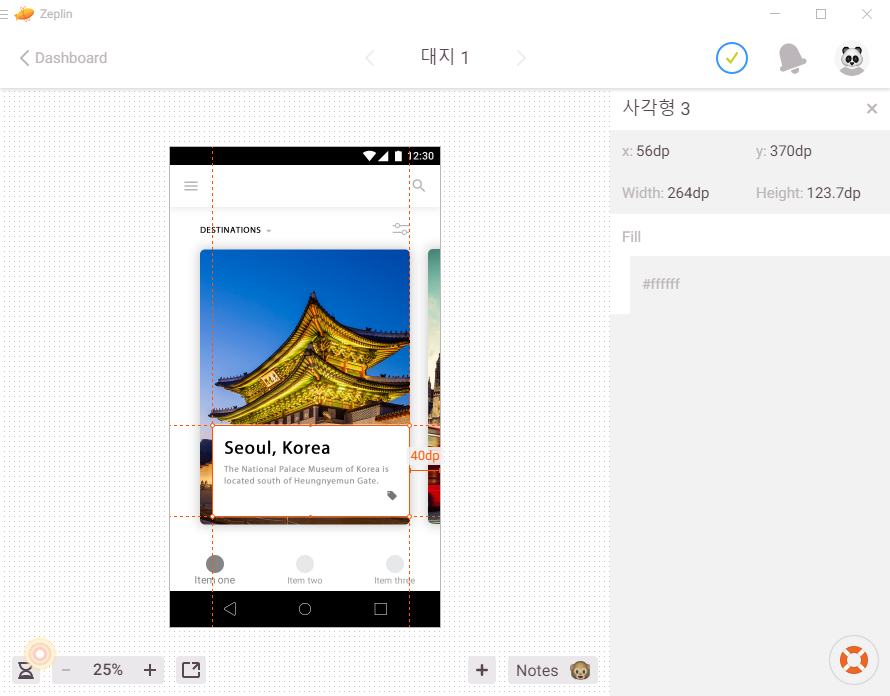 Zeplin
Dashboard
대지 1
사각형 3
x: 56dp
y: 370dp
Width: 264dp
Height: 123.7dp
Fill
#ffffff
12:30
DESTINATIONS
Seoul, Korea
The National Palace Museum of Korea is
located south of Heungnyemun Gate.
40dp
Item one
Item two
Item three
25%
Notes